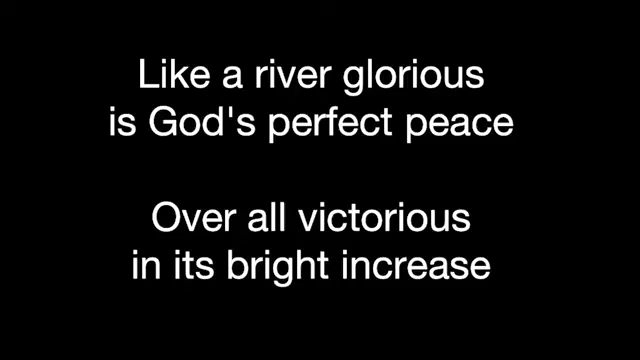 Like a river glorious
is God's perfect peace
Over all victorious
in its bright increase